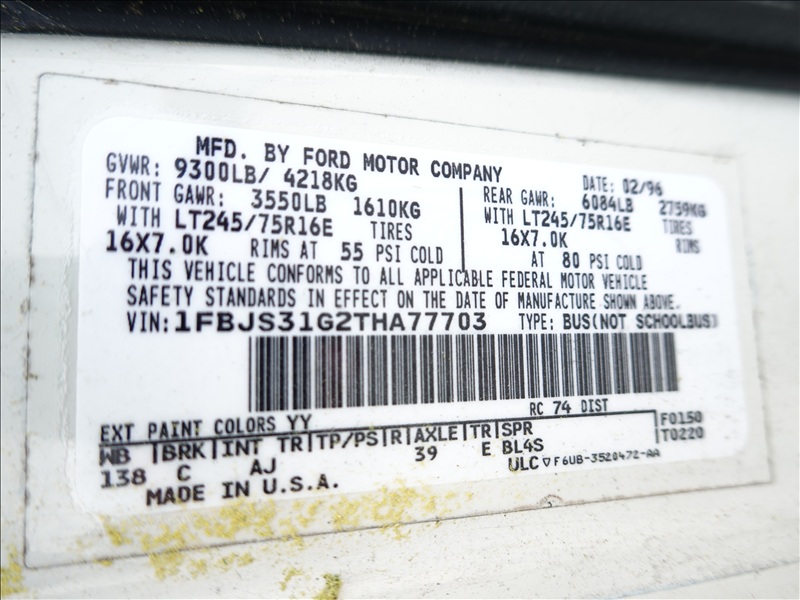 MFD. BY FORD MOTOR COMPANY
DATE: 02/96
GVWR: 9300LB/ 4218KG
FRONT GAWR: 3550LB 1610KG
WITH LT245/75R16E TIRES
16X7.0K RIMS AT 55 PSI COLD
REAR GAWR: 6084LB 2759KG
WITH LT245/75R16E TIRES
16X7.0K RIMS
AT 80 PSI COLD
THIS VEHICLE CONFORMS TO ALL APPLICABLE FEDERAL MOTOR VEHICLE
SAFETY STANDARDS IN EFFECT ON THE DATE OF MANUFACTURE SHOWN ABOVE.
VIN: 1FBJS31G2THA77703 TYPE: BUS(NOT SCHOOLBUS)
EXT PAINT COLORS YY RC 74 DIST
F0150
WB |BRK|INT TR|TP/PS|R|AXLE|TR|SPR T0220
138 C AJ 39 E BL4S
MADE IN U.S.A. ULC ▽ F6UB-3520472-AA